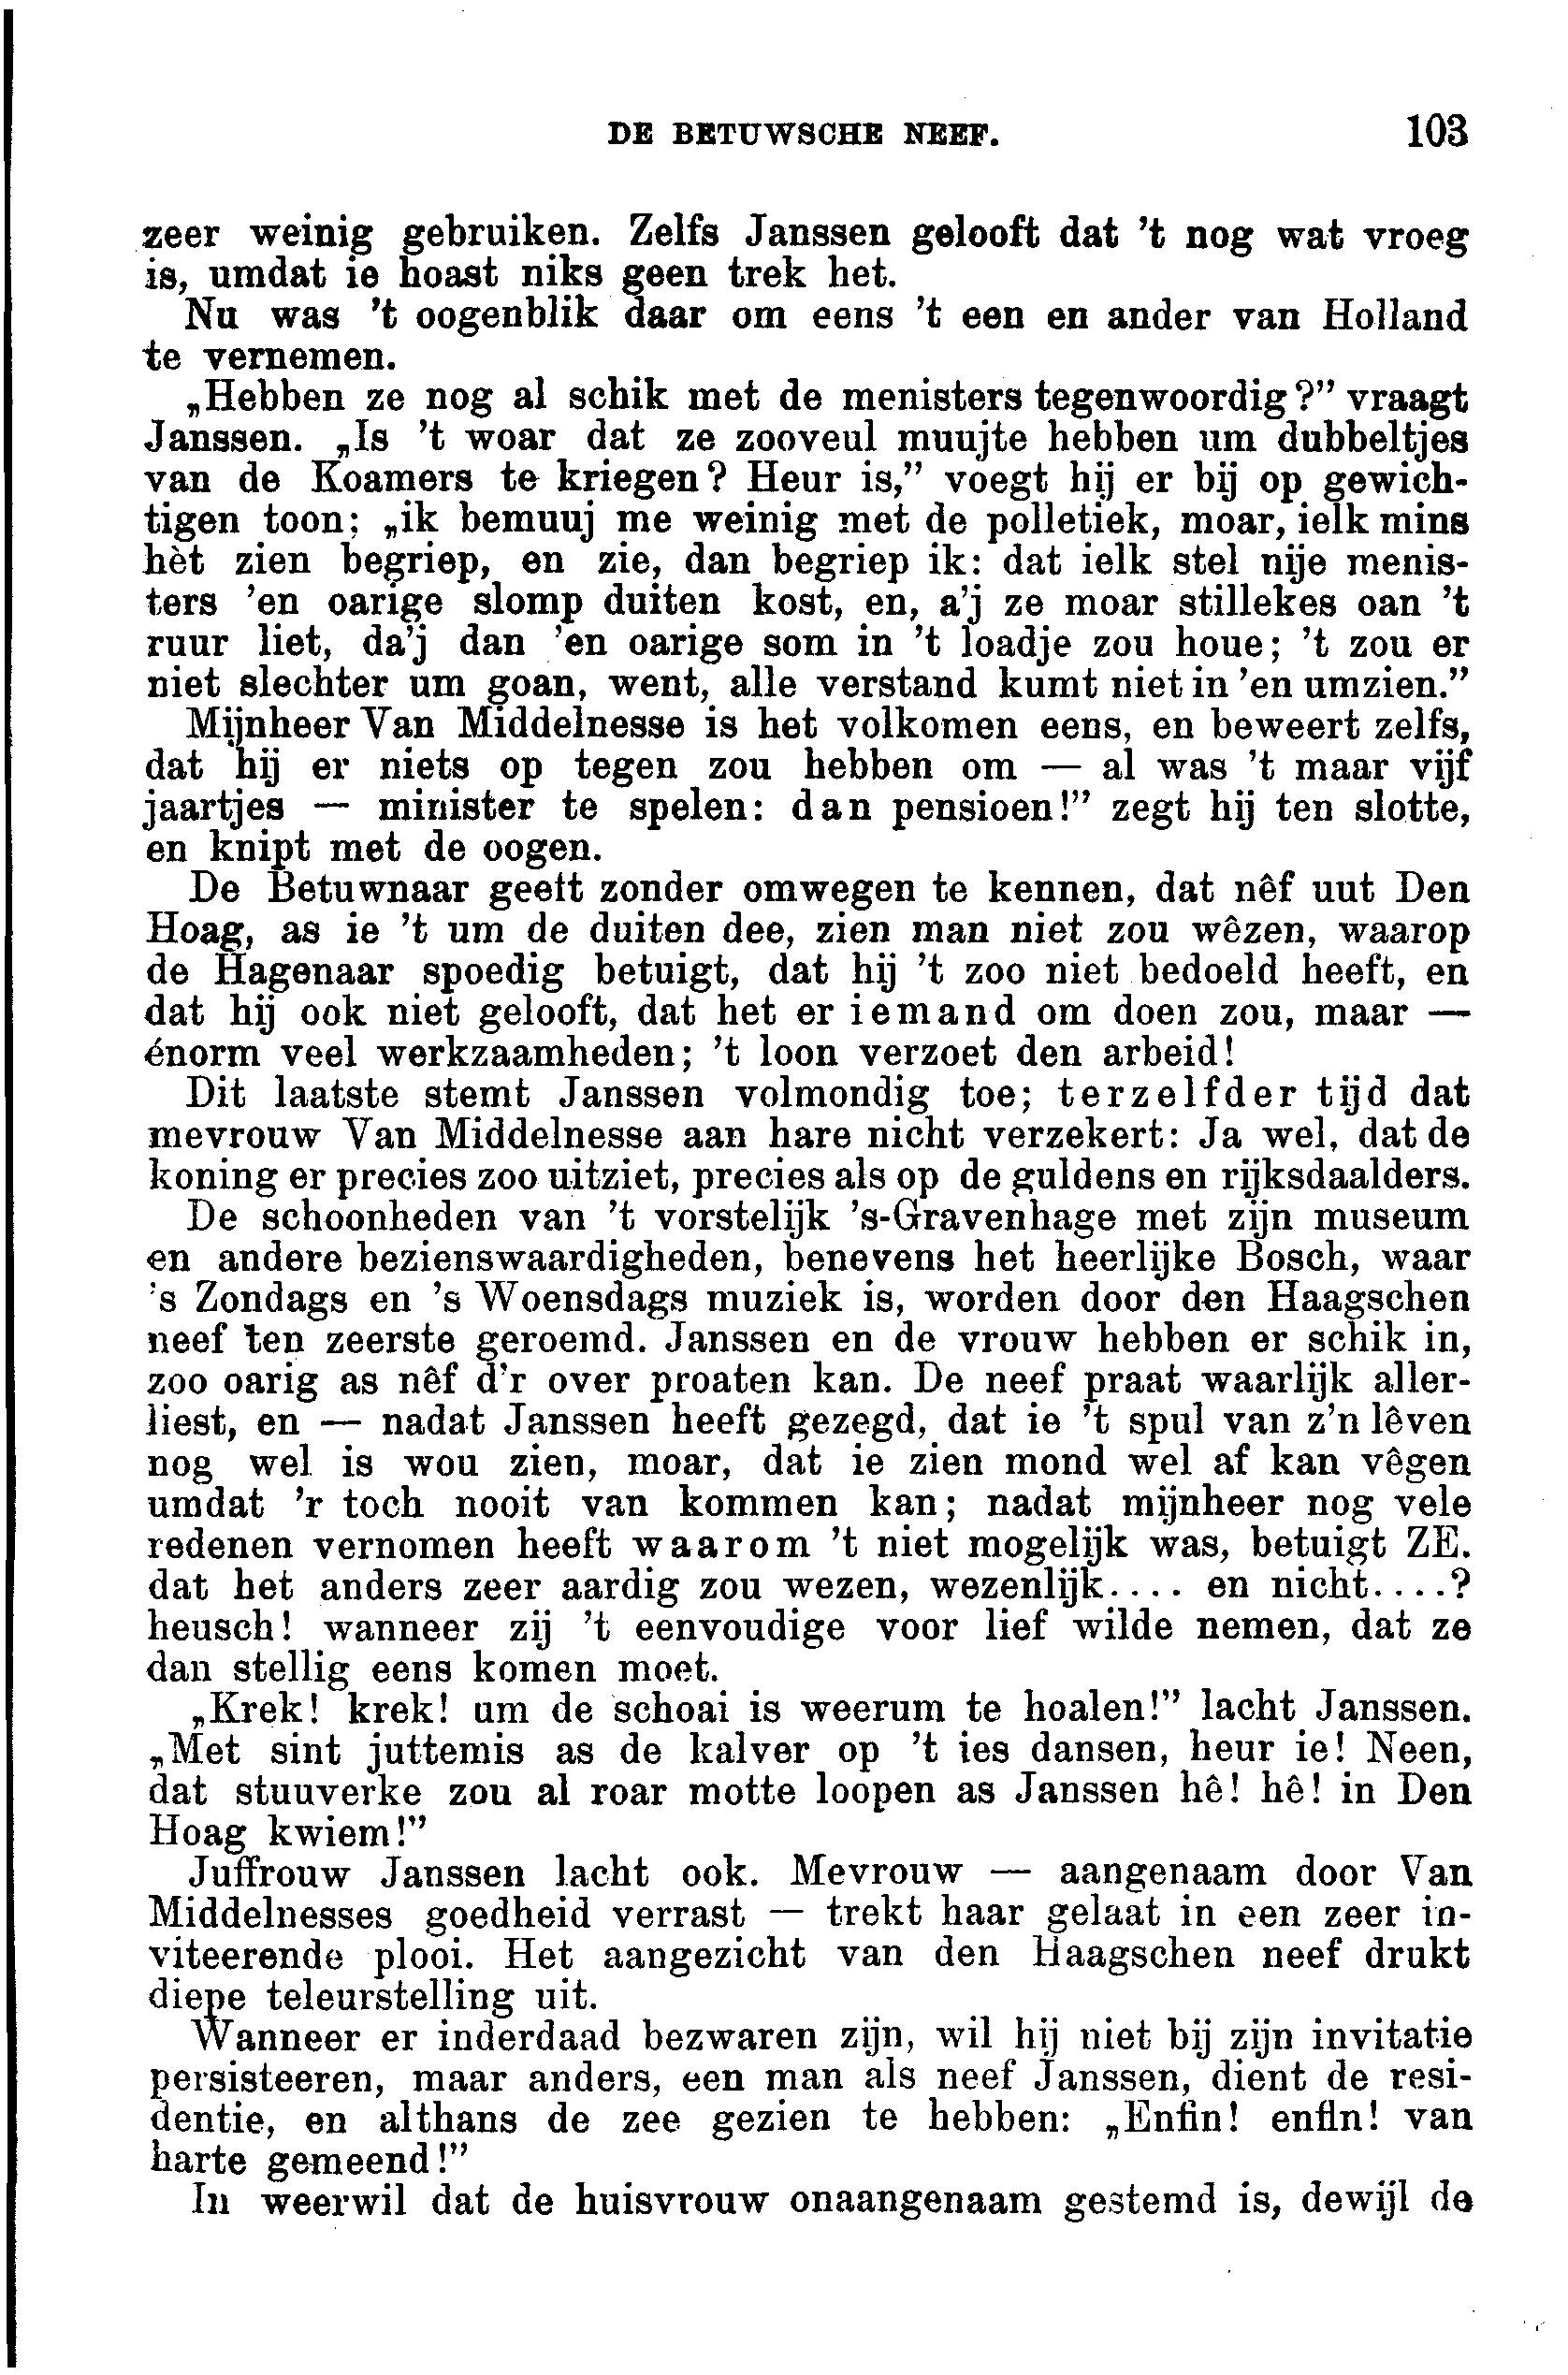 DE BETUWSCHE NEEF. 103
zeer weinig gebruiken. Zelfs Janssen gelooft dat 't nog wat vroeg
is, umdat ie hoast niks geen trek het.
Nu was 't oogenblik daar om eens 't een en ander van Holland
te vernemen.
„Hebben ze nog al schik met de menisters tegenwoordig?" vraagt
Janssen. „Is 't woar dat ze zooveul muujte hebben um dubbeltjes
van de Koamers te kriegen? Heur is," voegt hij er bij op gewich-
tigen toon; „ik bemuuj me weinig met de polletiek, moar, ielk mins
hèt zien begriep, en zie, dan begriep ik: dat ielk stel nije menis-
ters 'en oarige slomp duiten kost, en, a'j ze moar stillekes oan 't
ruur liet, da'j dan 'en oarige som in 't loadje zou houe; 't zou er
niet slechter um goan, went, alle verstand kumt niet in 'en umzien."
Mijnheer Van Middelnesse is het volkomen eens, en beweert zelfs,
dat hij er niets op tegen zou hebben om — al was 't maar vijf
jaartjes — minister te spelen: dan pensioen!" zegt hij ten slotte,
en knipt met de oogen.
De Betuwnaar geeft zonder omwegen te kennen, dat nêf uut Den
Hoag, as ie 't um de duiten dee, zien man niet zou wêzen, waarop
de Hagenaar spoedig betuigt, dat hij 't zoo niet bedoeld heeft, en
dat hij ook niet gelooft, dat het er iemand om doen zou, maar —
énorm veel werkzaamheden; 't loon verzoet den arbeid!
Dit laatste stemt Janssen volmondig toe; terzelfder tijd dat
mevrouw Van Middelnesse aan hare nicht verzekert: Ja wel, dat de
koning er precies zoo uitziet, precies als op de guldens en rijksdaalders.
De schoonheden van 't vorstelijk 's-Gravenhage met zijn museum
en andere bezienswaardigheden, benevens het heerlijke Bosch, waar
's Zondags en 's Woensdags muziek is, worden door den Haagschen
neef ten zeerste geroemd. Janssen en de vrouw hebben er schik in,
zoo oarig as nêf d'r over proaten kan. De neef praat waarlijk aller-
liest, en — nadat Janssen heeft gezegd, dat ie 't spul van z'n lêven
nog wel is wou zien, moar, dat ie zien mond wel af kan vêgen
umdat 'r toch nooit van kommen kan; nadat mijnheer nog vele
redenen vernomen heeft waarom 't niet mogelijk was, betuigt ZE.
dat het anders zeer aardig zou wezen, wezenlijk.... en nicht....?
heusch! wanneer zij 't eenvoudige voor lief wilde nemen, dat ze
dan stellig eens komen moet.
„Krek! krek! um de schoai is weerum te hoalen!" lacht Janssen.
„Met sint juttemis as de kalver op 't ies dansen, heur ie! Neen,
dat stuuverke zou al roar motte loopen as Janssen hê! hê! in Den
Hoag kwiem!"
Juffrouw Janssen lacht ook. Mevrouw — aangenaam door Van
Middelnesses goedheid verrast — trekt haar gelaat in een zeer in-
viteerende plooi. Het aangezicht van den Haagschen neef drukt
diepe teleurstelling uit.
Wanneer er inderdaad bezwaren zijn, wil hij niet bij zijn invitatie
persisteeren, maar anders, een man als neef Janssen, dient de resi-
dentie, en althans de zee gezien te hebben: „Enfin! enfin! van
harte gemeend!"
In weerwil dat de huisvrouw onaangenaam gestemd is, dewijl de